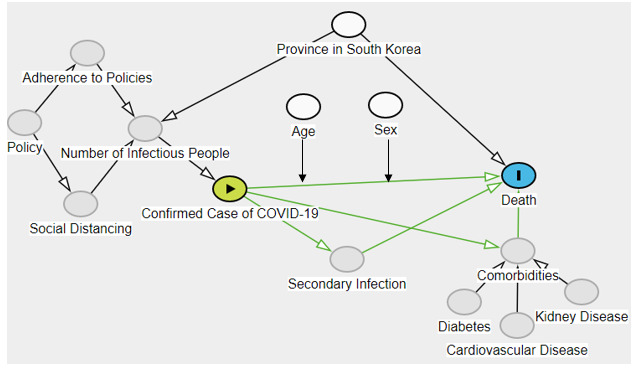 Province in South Korea
Adherence to Policies
Age
Sex
Policy
Number of Infectious People
Death
Confirmed Case of COVID-19
Social Distancing
Secondary Infection
Comorbidities
Diabetes
Kidney Disease
Cardiovascular Disease